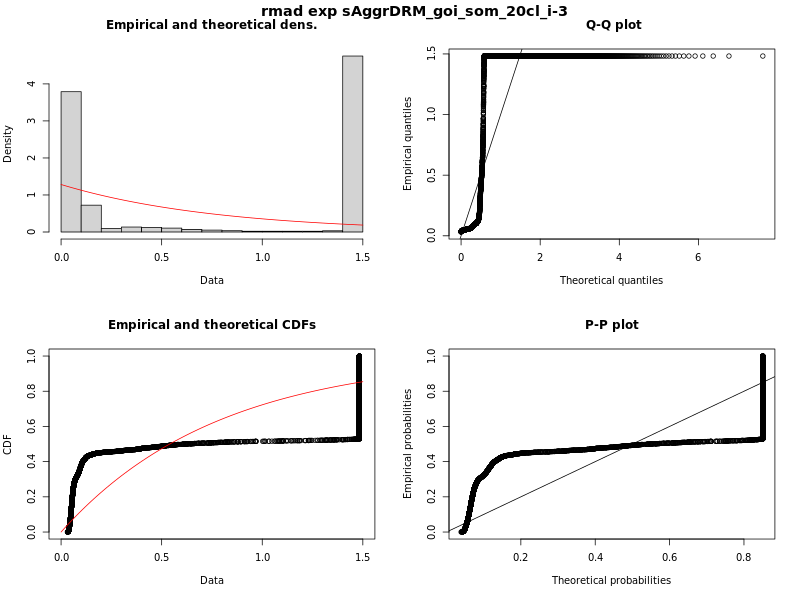 rmad exp sAggrDRM_goi_som_20cl_i-3
Empirical and theoretical dens.
Density
0 1 2 3 4
0.0 0.5 1.0 1.5
Data
Q-Q plot
Empirical quantiles
0.0 0.5 1.0 1.5
0 2 4 6
Theoretical quantiles
Empirical and theoretical CDFs
CDF
0.0 0.2 0.4 0.6 0.8 1.0
0.0 0.5 1.0 1.5
Data
P-P plot
Empirical probabilities
0.0 0.2 0.4 0.6 0.8 1.0
0.2 0.4 0.6 0.8
Theoretical probabilities